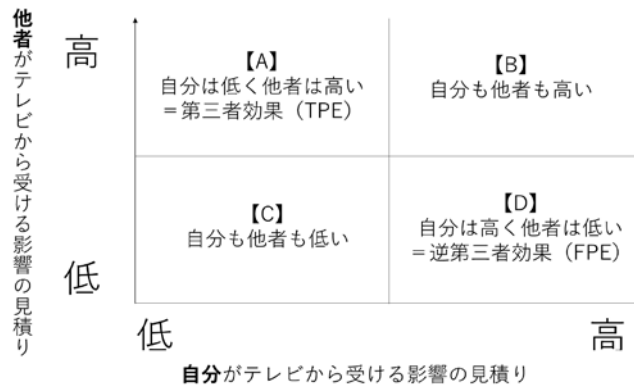 他者がテレビから受ける影響の見積り
高
低
【A】
自分は低く他者は高い
＝第三者効果（TPE）
【B】
自分も他者も高い
【C】
自分も他者も低い
【D】
自分は高く他者は低い
＝逆第三者効果（FPE）
低
高
自分がテレビから受ける影響の見積り